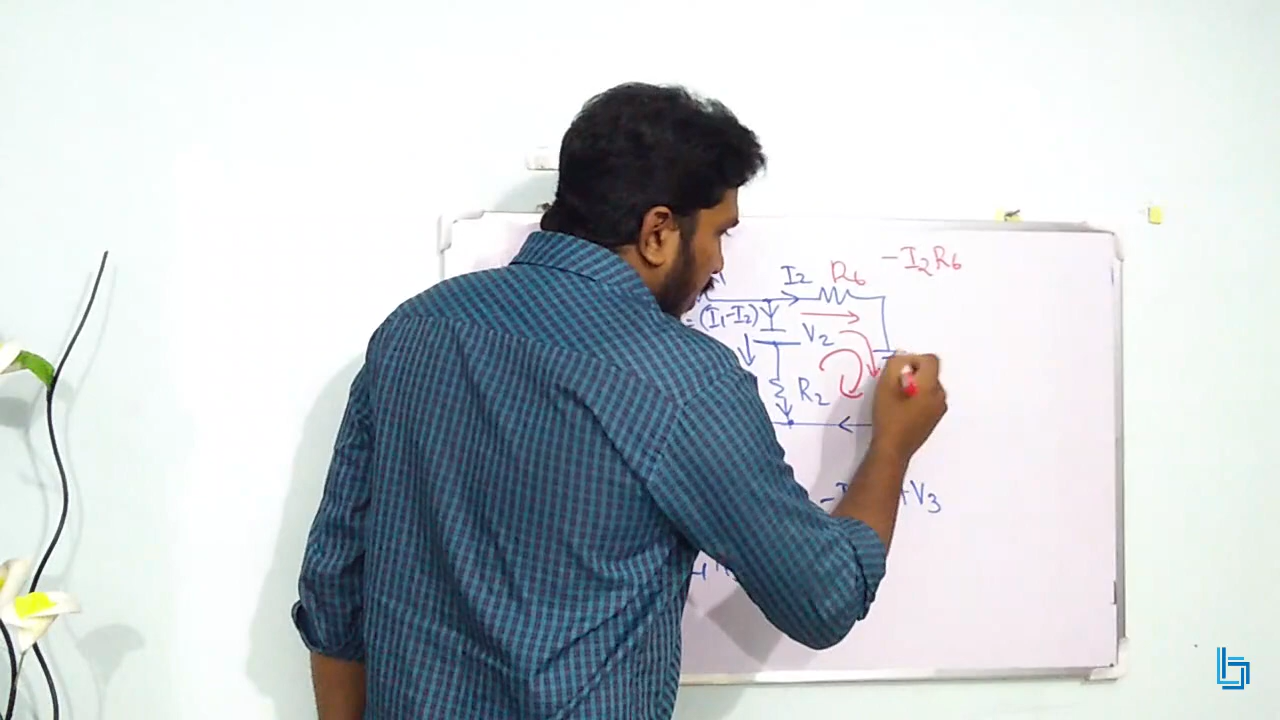 -I₂R₆
I₂ R₆
=(I₁-I₂)
V₂
R₂
+V₃